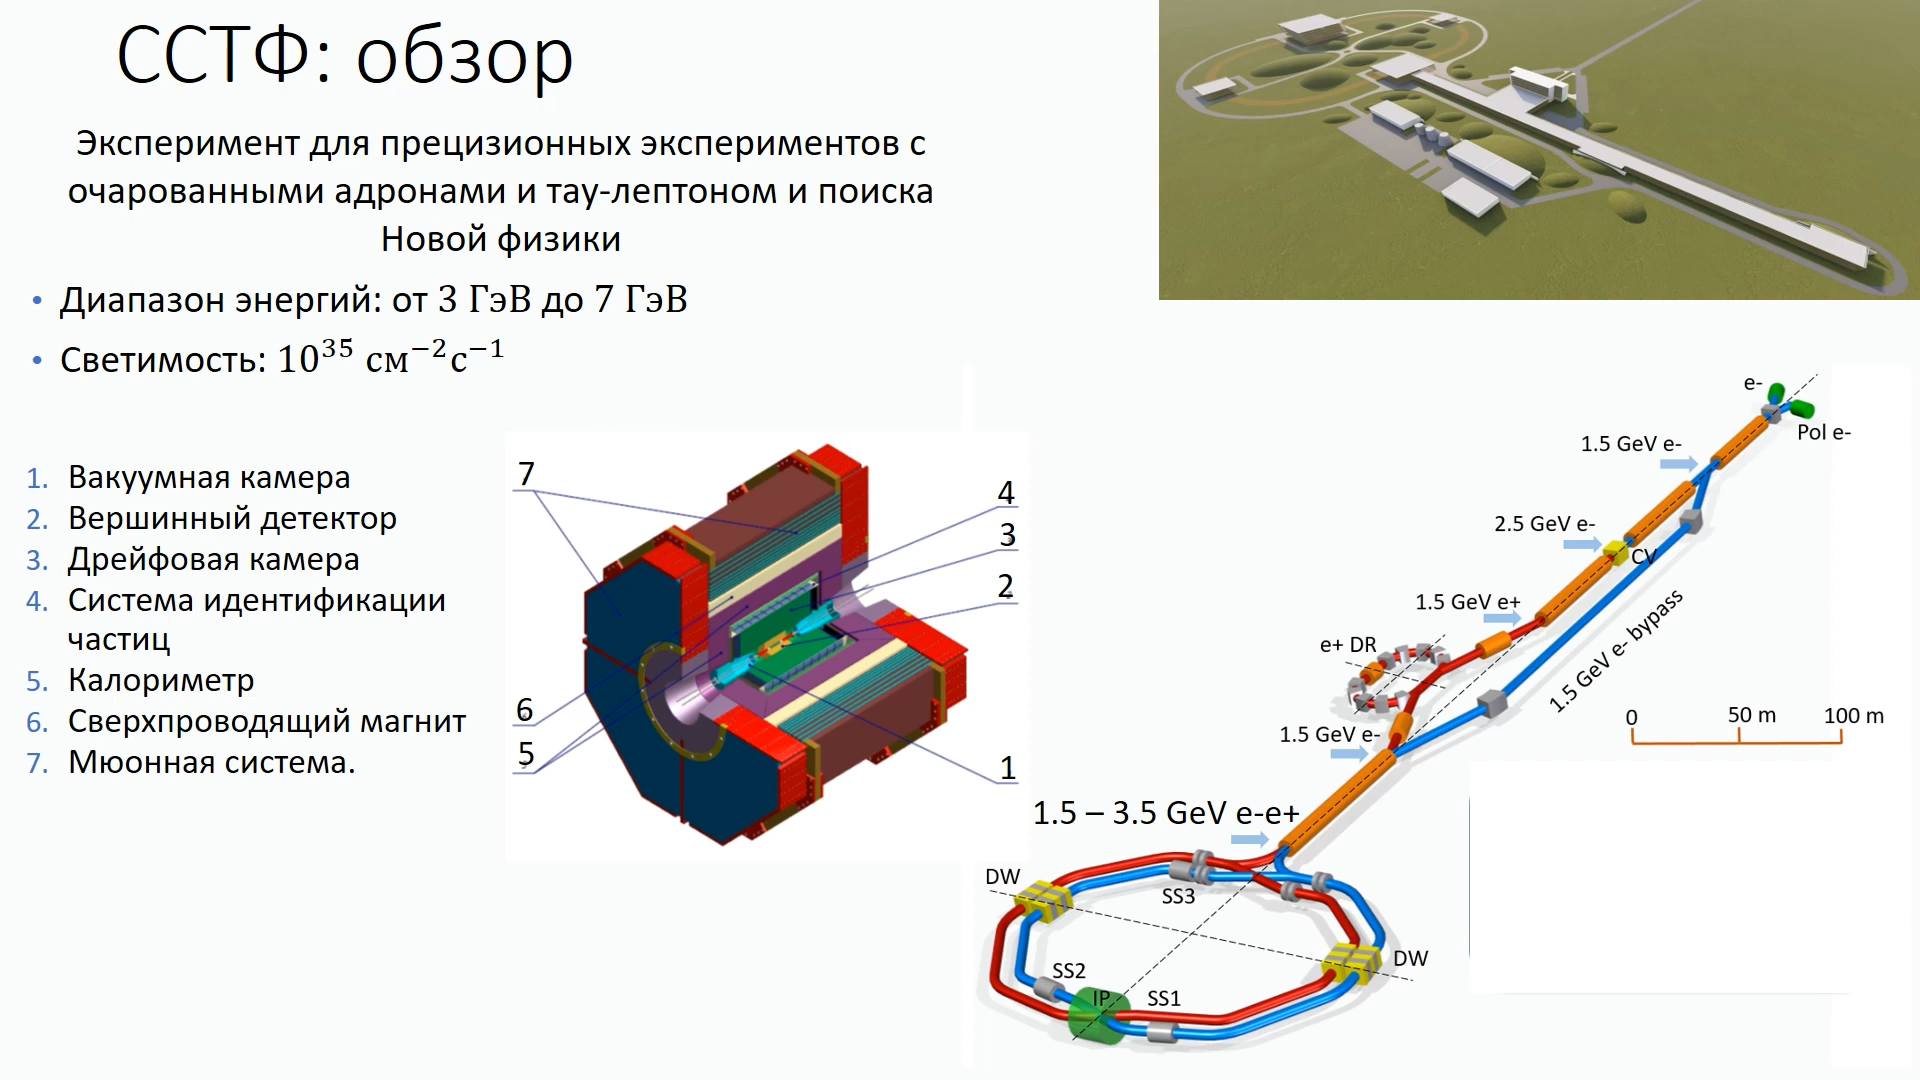 ССТФ: обзор
Эксперимент для прецизионных экспериментов с
очарованными адронами и тау-лептоном и поиска
Новой физики
• Диапазон энергий: от 3 ГэВ до 7 ГэВ
• Светимость: 10³⁵ см⁻²с⁻¹
1. Вакуумная камера
2. Вершинный детектор
3. Дрейфовая камера
4. Система идентификации
частиц
5. Калориметр
6. Сверхпроводящий магнит
7. Мюонная система.
7
4
3
2
6
5
1
e-
Pol e-
1.5 GeV e-
2.5 GeV e-
CV
1.5 GeV e+
e+ DR
1.5 GeV e- bypass
0
50 m
100 m
1.5 GeV e-
1.5 – 3.5 GeV e-e+
DW
SS3
DW
SS2
IP
SS1